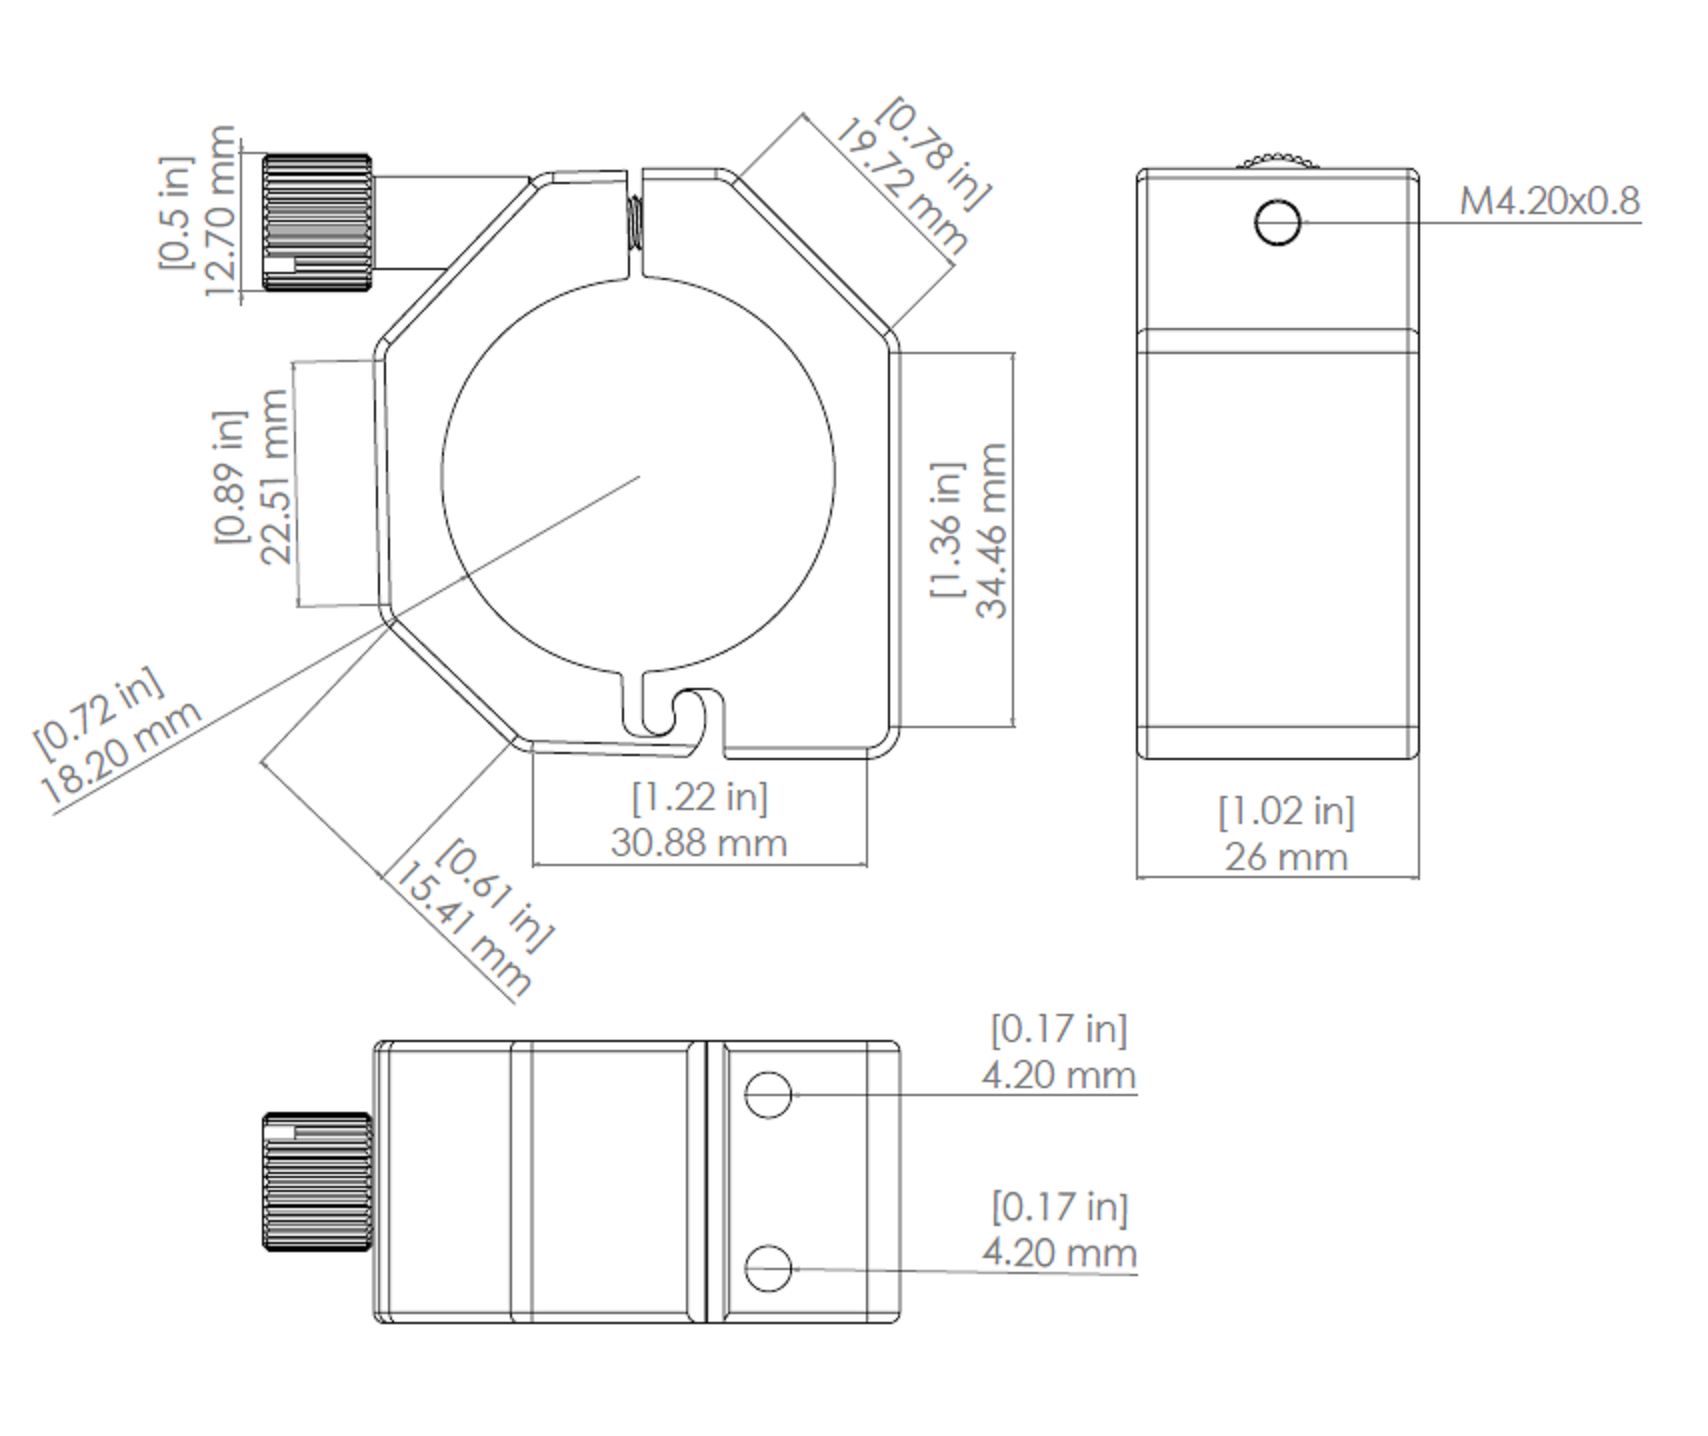 [0.5 in]
12.70 mm
[0.78 in]
19.72 mm
M4.20x0.8
[0.89 in]
22.51 mm
[1.36 in]
34.46 mm
[0.72 in]
18.20 mm
[1.22 in]
30.88 mm
[1.02 in]
26 mm
[0.61 in]
15.41 mm
[0.17 in]
4.20 mm
[0.17 in]
4.20 mm